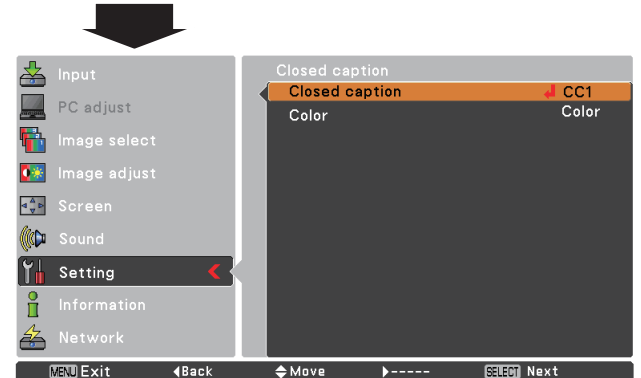 Input
PC adjust
Image select
Image adjust
Screen
Sound
Setting
Information
Network
Closed caption
Closed caption CC1
Color Color
MENU Exit Back Move ----- SELECT Next